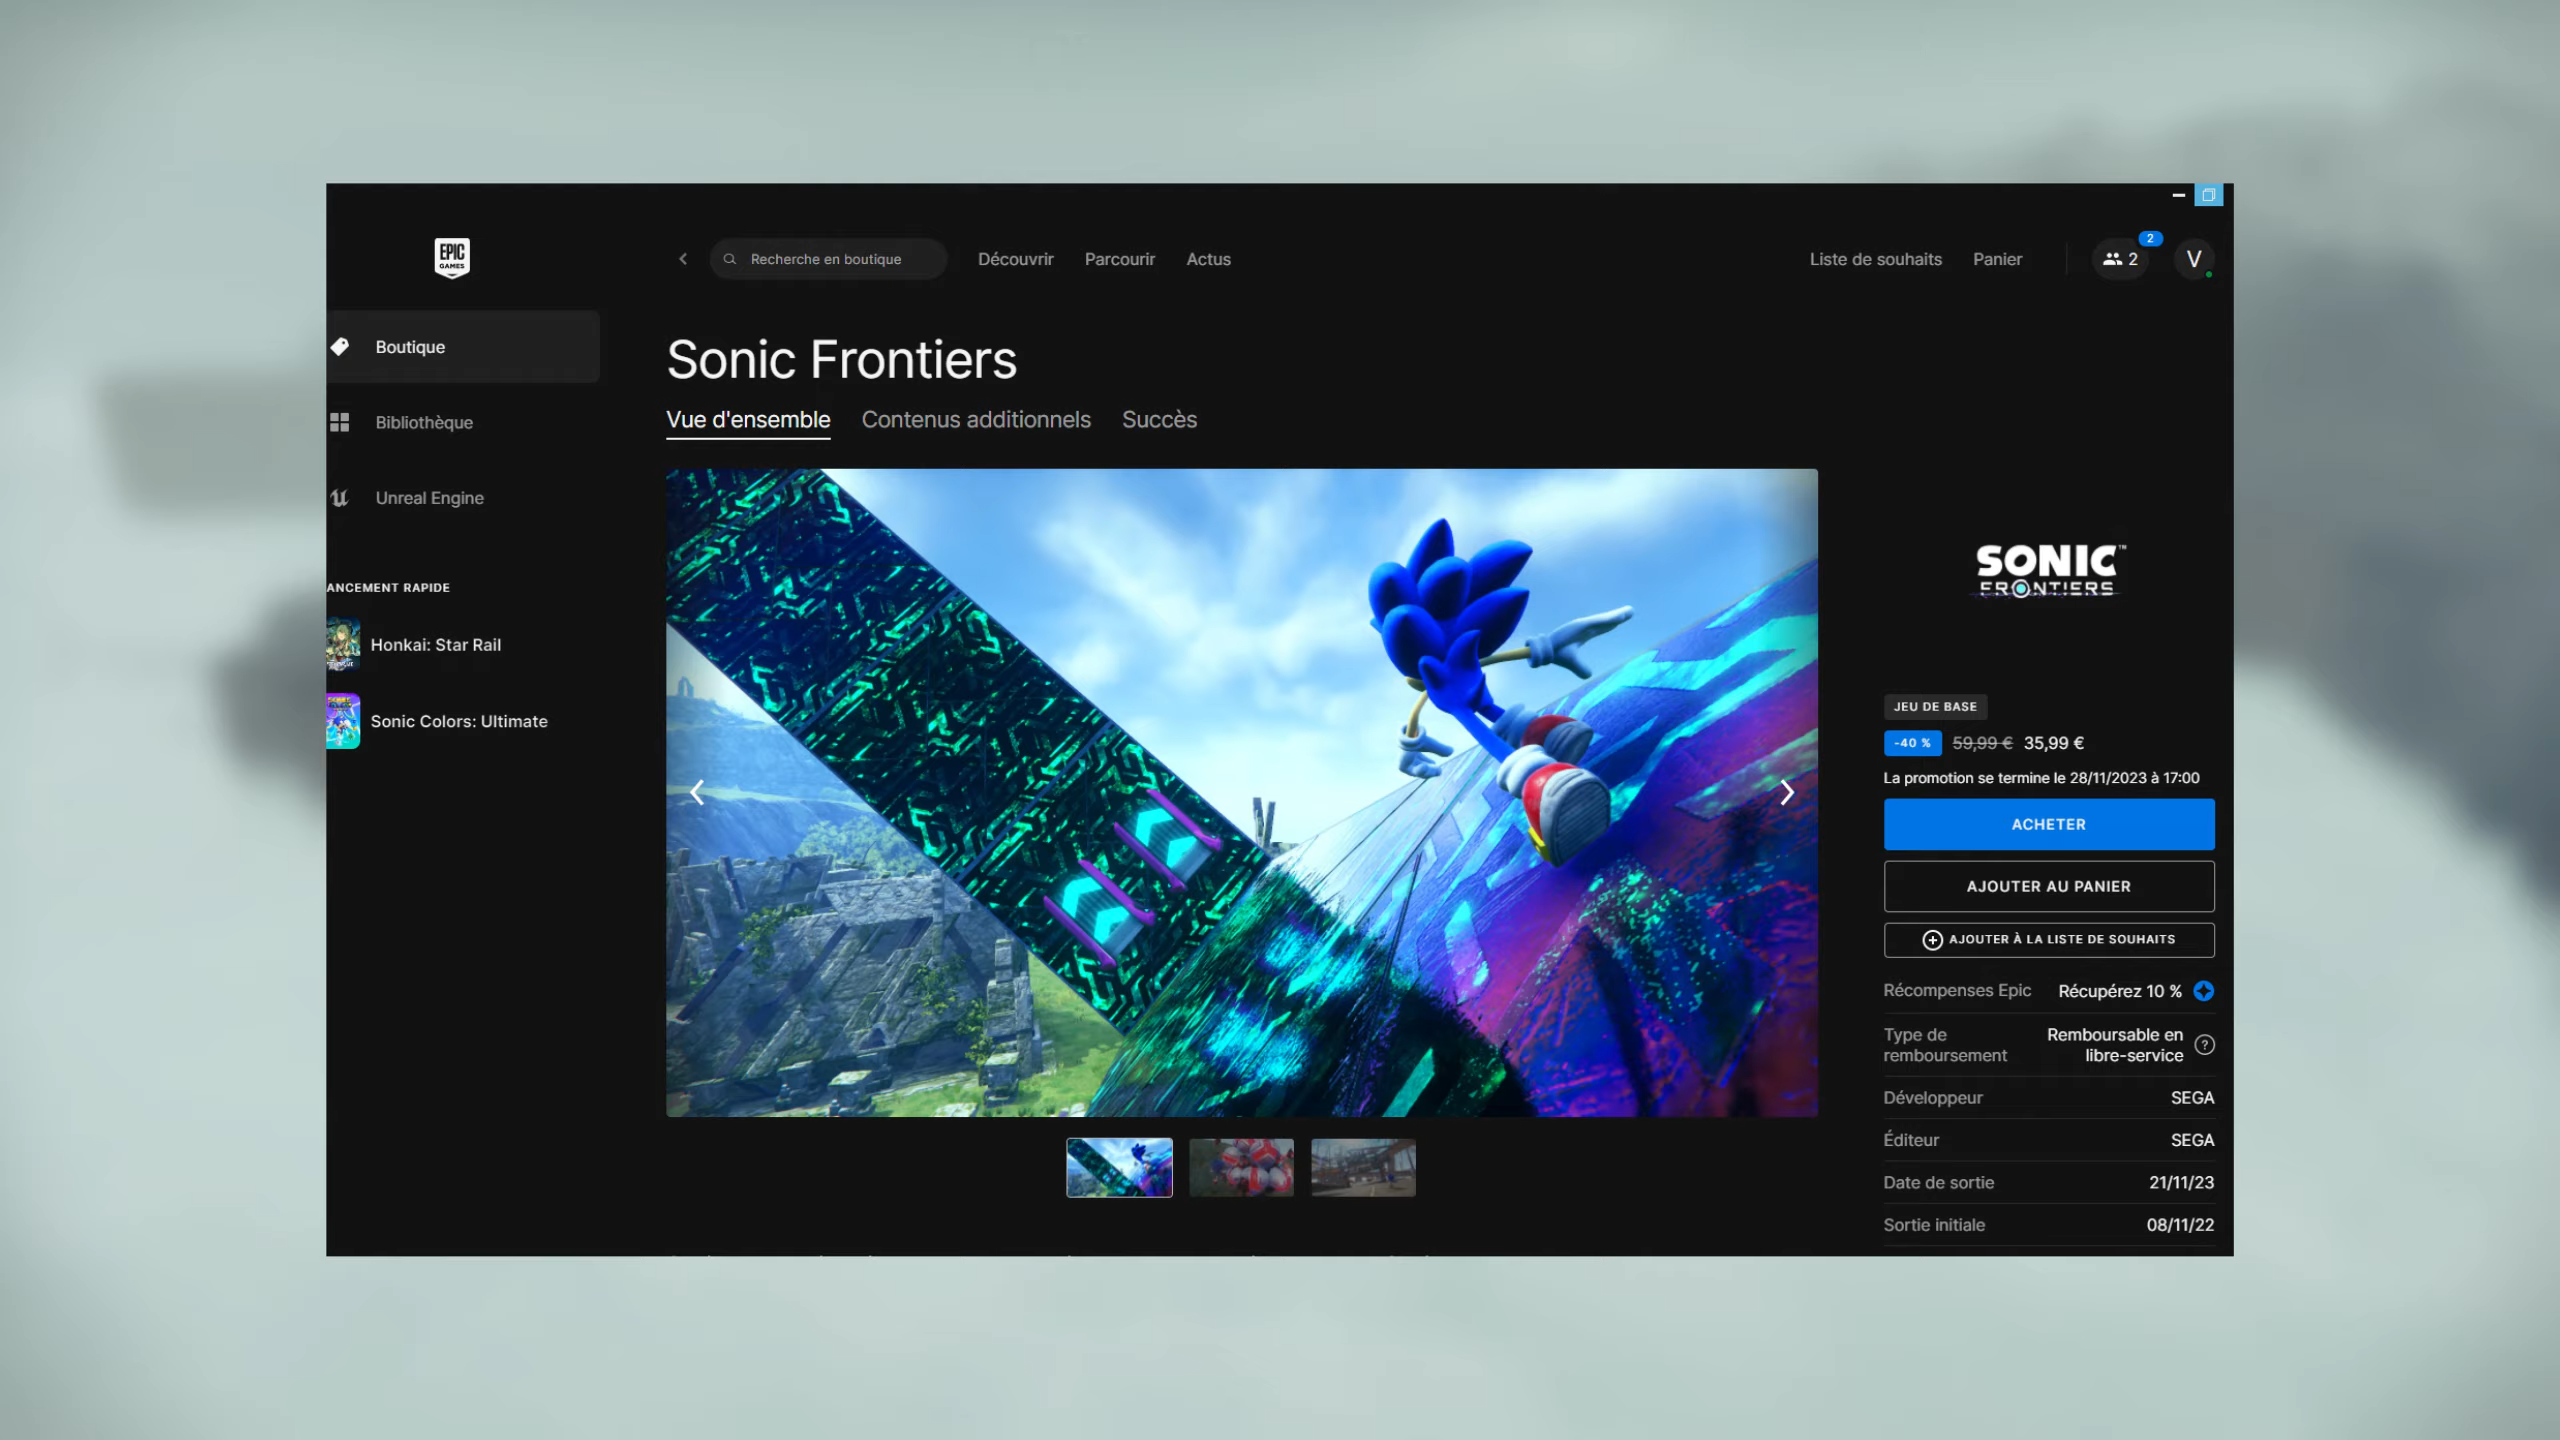 EPIC
GAMES
Recherche en boutique
Découvrir
Parcourir
Actus
Liste de souhaits
Panier
2
2
V
Boutique
Bibliothèque
Unreal Engine
ANCEMENT RAPIDE
Honkai: Star Rail
Sonic Colors: Ultimate
Sonic Frontiers
Vue d'ensemble
Contenus additionnels
Succès
SONIC™
FRONTIERS
JEU DE BASE
-40 % 59,99 € 35,99 €
La promotion se termine le 28/11/2023 à 17:00
ACHETER
AJOUTER AU PANIER
AJOUTER À LA LISTE DE SOUHAITS
Récompenses Epic Récupérez 10 %
Type de remboursement Remboursable en libre-service
Développeur SEGA
Éditeur SEGA
Date de sortie 21/11/23
Sortie initiale 08/11/22